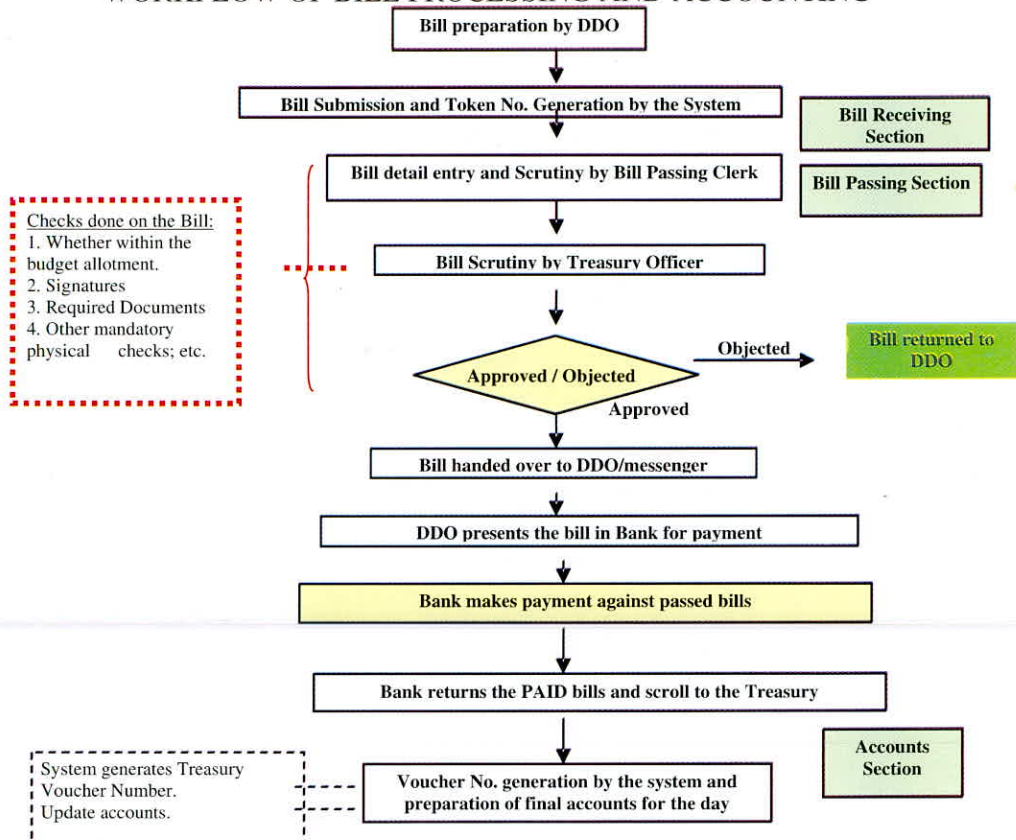 WORKFLOW OF BILL PROCESSING AND ACCOUNTING
Bill preparation by DDO
Bill Submission and Token No. Generation by the System
Bill Receiving
Section
Bill detail entry and Scrutiny by Bill Passing Clerk
Bill Passing Section
Checks done on the Bill:
1. Whether within the
budget allotment.
2. Signatures
3. Required Documents
4. Other mandatory
physical checks; etc.
Bill Scrutiny by Treasury Officer
Approved / Objected
Objected
Bill returned to
DDO
Approved
Bill handed over to DDO/messenger
DDO presents the bill in Bank for payment
Bank makes payment against passed bills
Bank returns the PAID bills and scroll to the Treasury
Accounts
Section
System generates Treasury
Voucher Number.
Update accounts.
Voucher No. generation by the system and
preparation of final accounts for the day